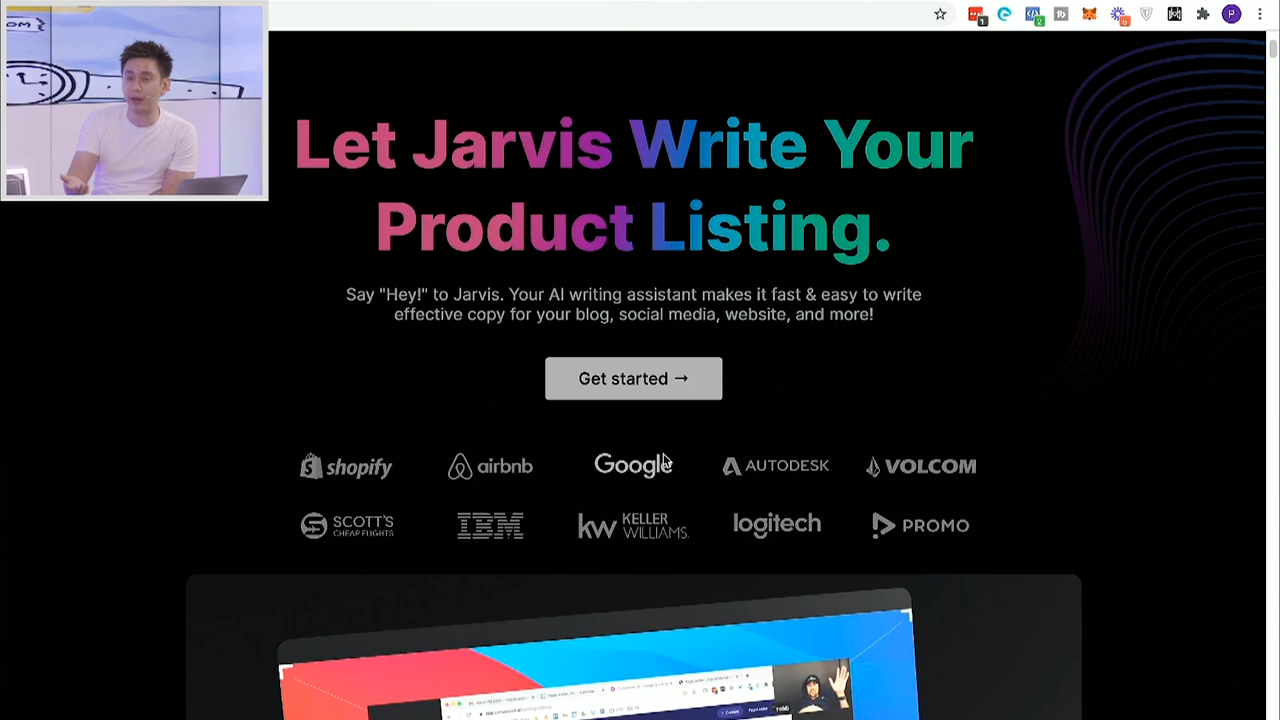 Let Jarvis Write Your
Product Listing.
Say "Hey!" to Jarvis. Your AI writing assistant makes it fast & easy to write
effective copy for your blog, social media, website, and more!
Get started →
shopify airbnb Google AUTODESK VOLCOM
SCOTT'S
CHEAP FLIGHTS
IBM
kw KELLER
WILLIAMS.
logitech
PROMO